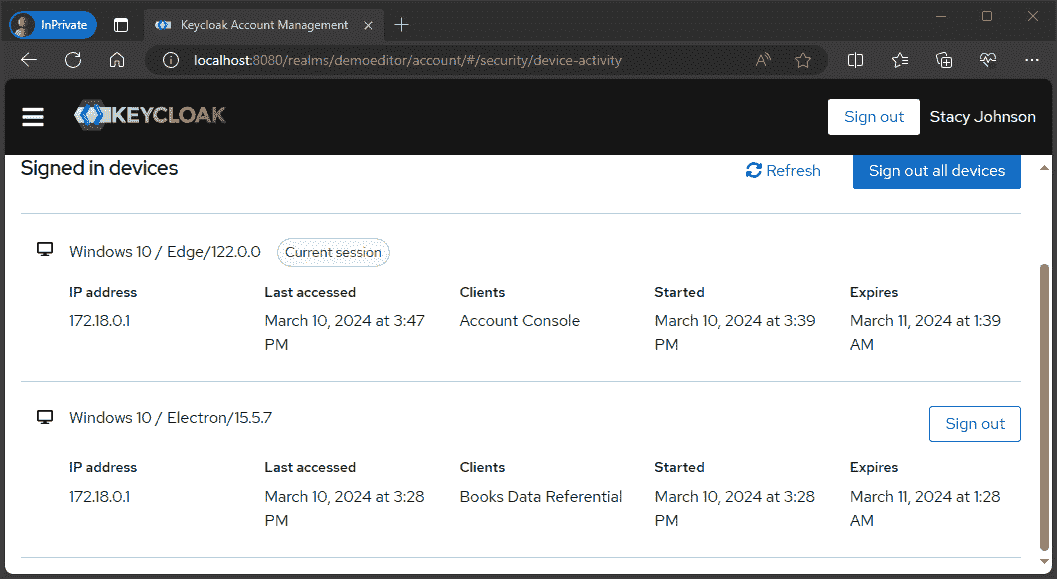 InPrivate
Keycloak Account Management
localhost:8080/realms/demoeditor/account/#/security/device-activity
KEYCLOAK
Sign out
Stacy Johnson
Signed in devices
Refresh
Sign out all devices
Windows 10 / Edge/122.0.0
Current session
IP address Last accessed Clients Started Expires
172.18.0.1 March 10, 2024 at 3:47 Account Console March 10, 2024 at 3:39 March 11, 2024 at 1:39
PM PM AM
Windows 10 / Electron/15.5.7
Sign out
IP address Last accessed Clients Started Expires
172.18.0.1 March 10, 2024 at 3:28 Books Data Referential March 10, 2024 at 3:28 March 11, 2024 at 1:28
PM PM AM